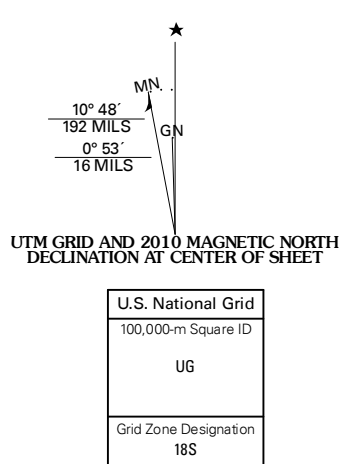 MN
GN
10° 48´
192 MILS
0° 53´
16 MILS
UTM GRID AND 2010 MAGNETIC NORTH
DECLINATION AT CENTER OF SHEET
U.S. National Grid
100,000-m Square ID
UG
Grid Zone Designation
18S